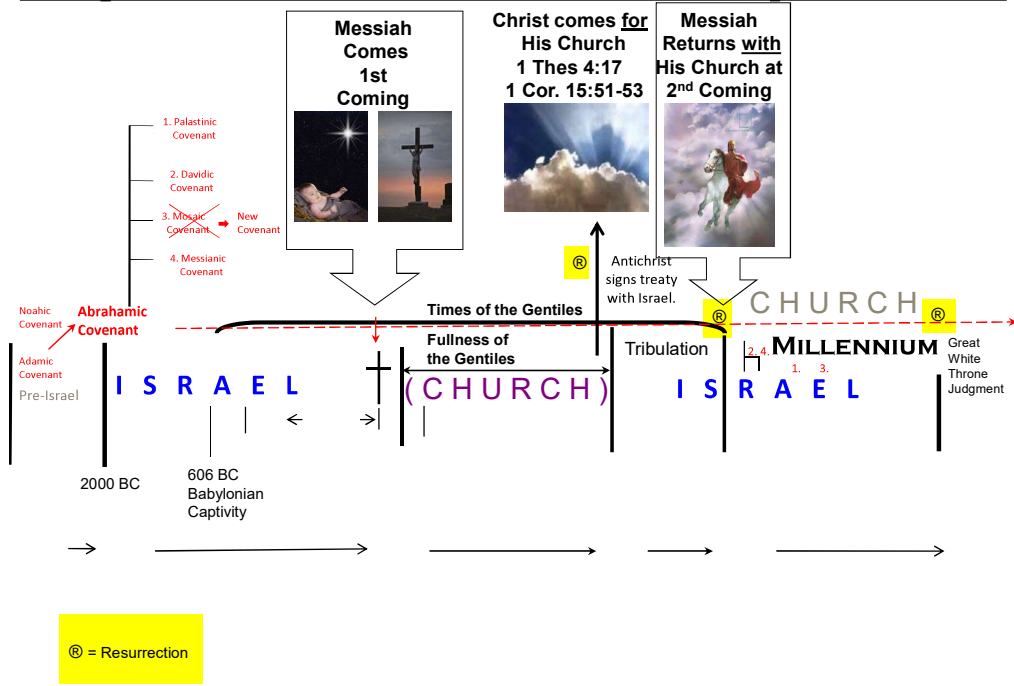 Messiah
Comes
1st
Coming
Christ comes for
His Church
1 Thes 4:17
1 Cor. 15:51-53
Messiah
Returns with
His Church at
2nd Coming
1. Palastinic
Covenant
2. Davidic
Covenant
3. Mosaic
Covenant
New
Covenant
4. Messianic
Covenant
®
Antichrist
signs treaty
with Israel.
Noahic
Covenant
Abrahamic
Covenant
Adamic
Covenant
Pre-Israel
Times of the Gentiles
Fullness of
the Gentiles
®
CHURCH
®
Tribulation
2. 4.
MILLENNIUM
1. 3.
Great
White
Throne
Judgment
ISRAEL
(CHURCH)
ISRAEL
2000 BC
606 BC
Babylonian
Captivity
® = Resurrection